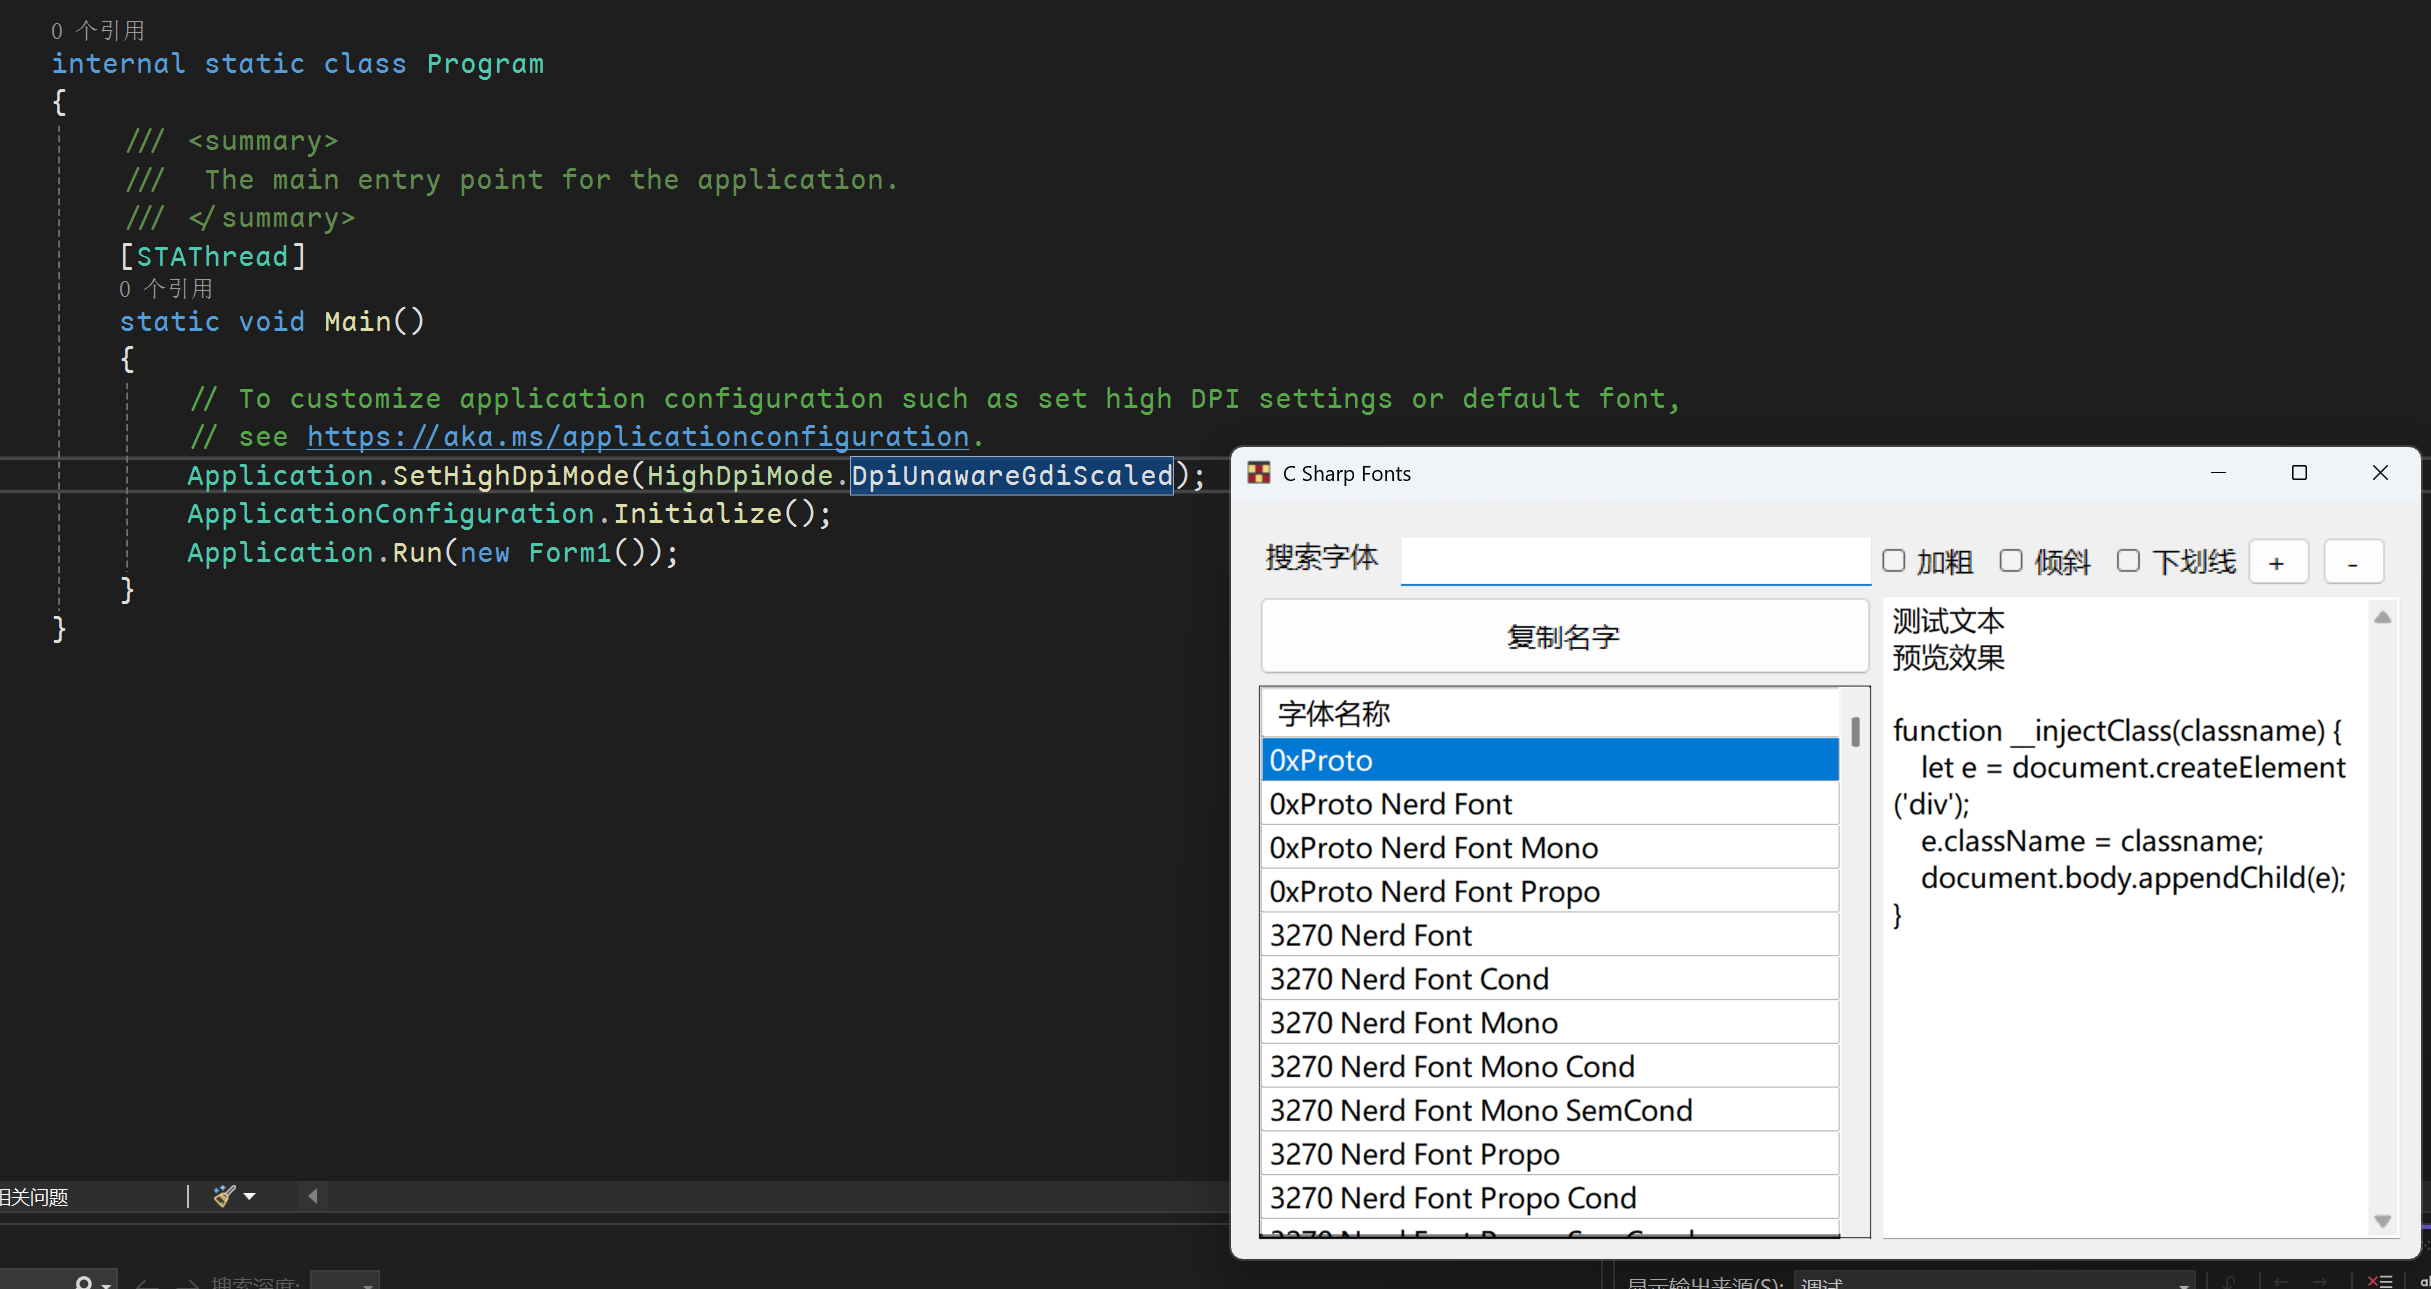 0 个引用
internal static class Program
{
/// <summary>
/// The main entry point for the application.
/// </summary>
[STAThread]
0 个引用
static void Main()
{
// To customize application configuration such as set high DPI settings or default font,
// see https://aka.ms/applicationconfiguration.
Application.SetHighDpiMode(HighDpiMode.DpiUnawareGdiScaled);
ApplicationConfiguration.Initialize();
Application.Run(new Form1());
}
}
C Sharp Fonts
搜索字体
加粗
倾斜
下划线
+
-
复制名字
字体名称
0xProto
0xProto Nerd Font
0xProto Nerd Font Mono
0xProto Nerd Font Propo
3270 Nerd Font
3270 Nerd Font Cond
3270 Nerd Font Mono
3270 Nerd Font Mono Cond
3270 Nerd Font Mono SemCond
3270 Nerd Font Propo
3270 Nerd Font Propo Cond
3270 Nerd Font Propo SemCond
测试文本
预览效果
function __injectClass(classname) {
let e = document.createElement
('div');
e.className = classname;
document.body.appendChild(e);
}
相关问题
搜索深度:
显示输出来源(S): 调试